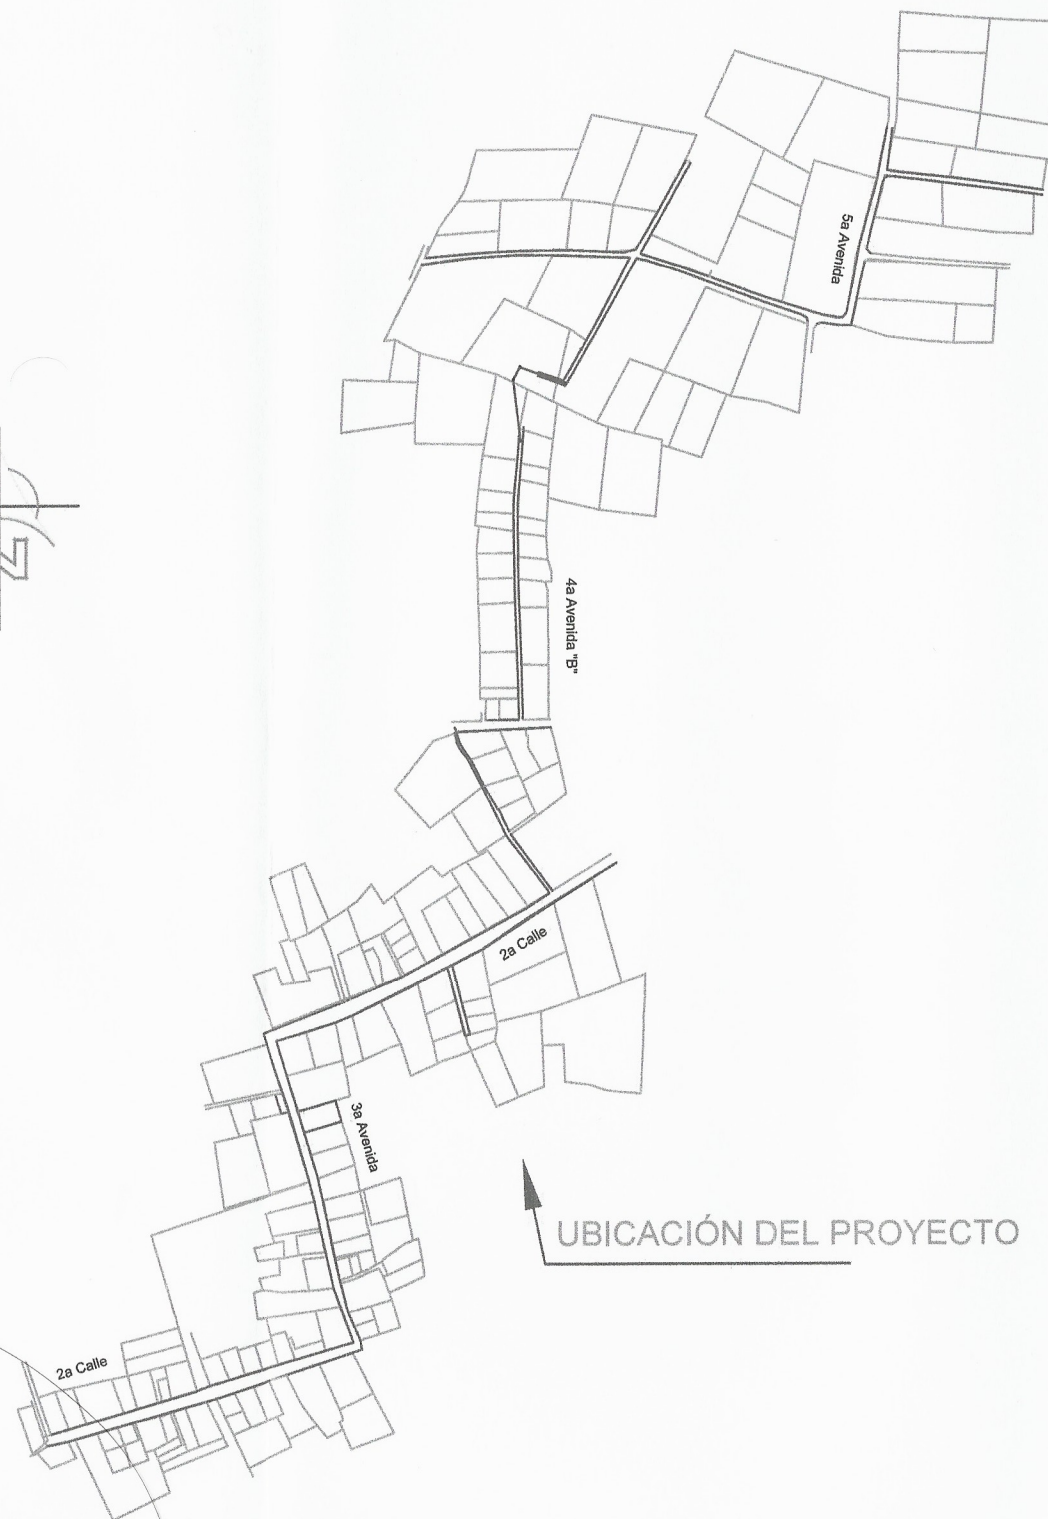 5a Avenida
4a Avenida "B"
2a Calle
3a Avenida
UBICACIÓN DEL PROYECTO
2a Calle
N